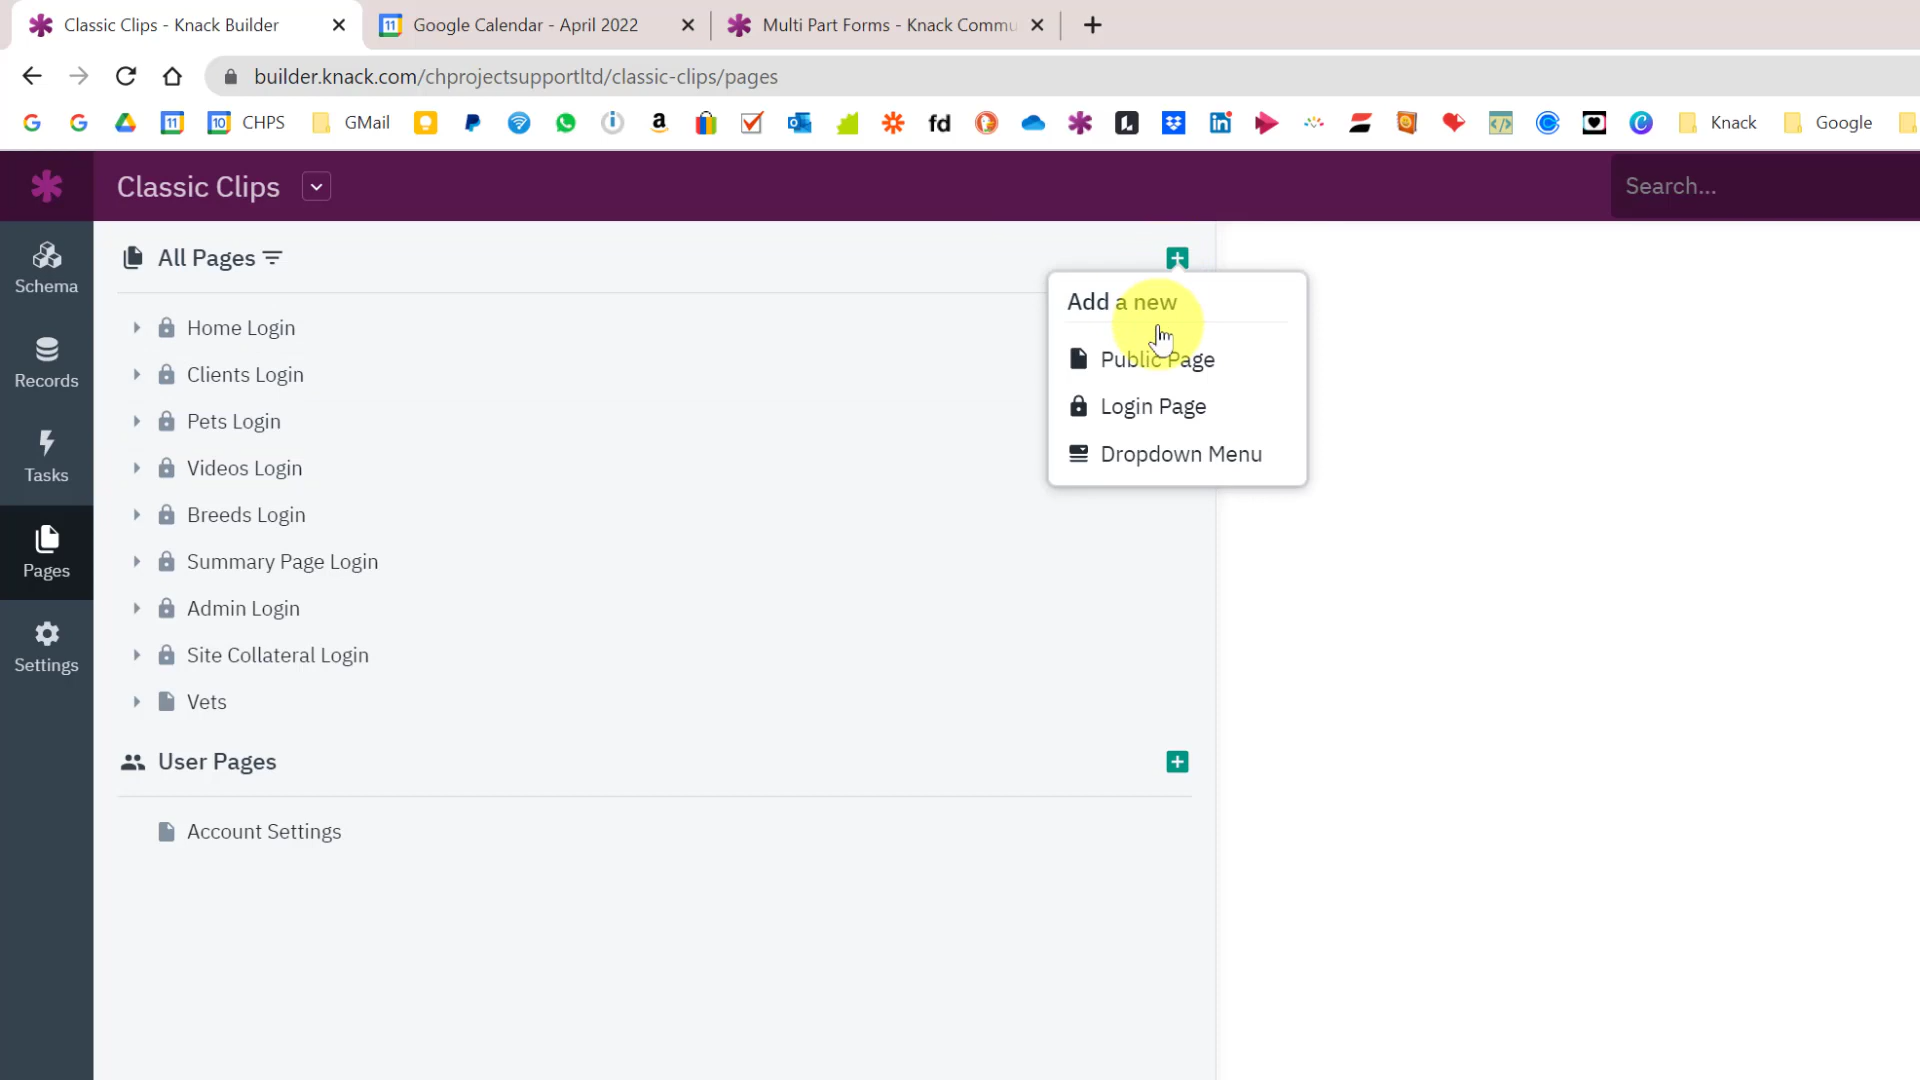 Classic Clips - Knack Builder
Google Calendar - April 2022
Multi Part Forms - Knack Commu
builder.knack.com/chprojectsupportltd/classic-clips/pages
CHPS
GMail
Knack
Google
Classic Clips
Search...
Schema
Records
Tasks
Pages
Settings
All Pages
Home Login
Clients Login
Pets Login
Videos Login
Breeds Login
Summary Page Login
Admin Login
Site Collateral Login
Vets
User Pages
Account Settings
Add a new
Public Page
Login Page
Dropdown Menu